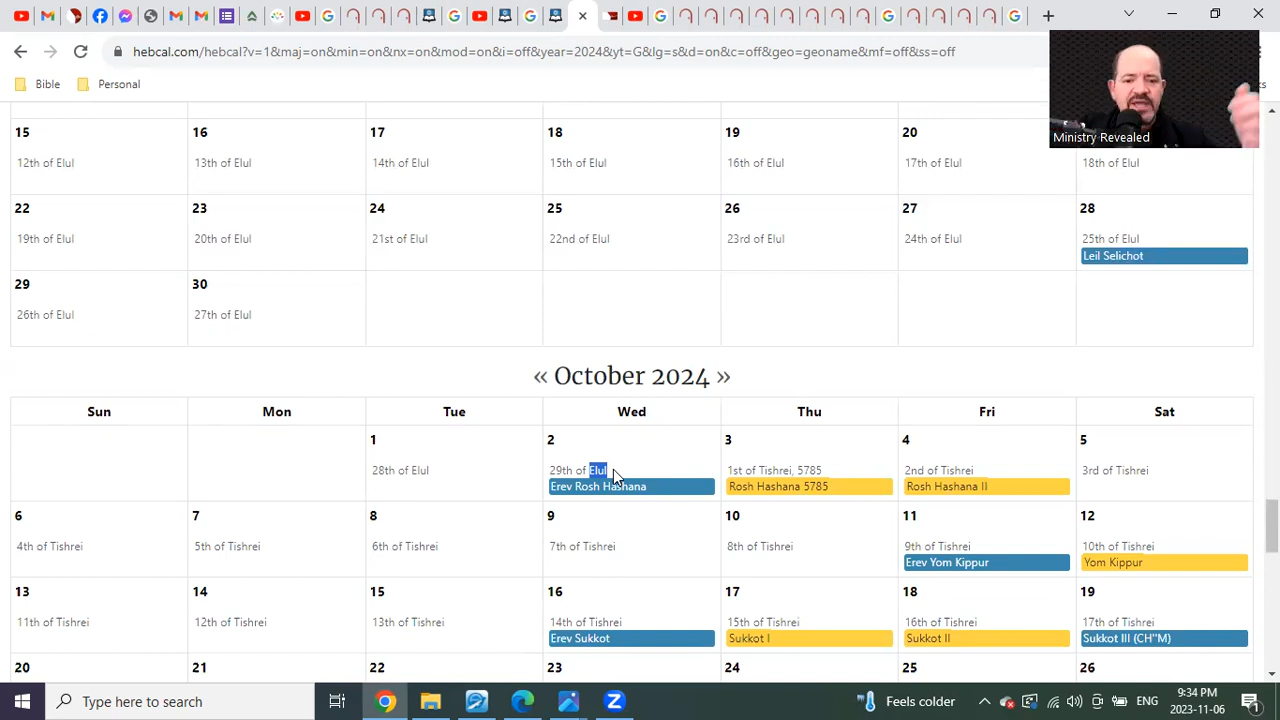 hebcal.com/hebcal?v=1&maj=on&min=on&nx=on&mod=on&i=off&year=2024&yt=G&lg=s&d=on&c=off&geo=geoname&mf=off&ss=off
Bible Personal
Ministry Revealed
15 16 17 18 19 20
12th of Elul 13th of Elul 14th of Elul 15th of Elul 16th of Elul 17th of Elul 18th of Elul
22 23 24 25 26 27 28
19th of Elul 20th of Elul 21st of Elul 22nd of Elul 23rd of Elul 24th of Elul 25th of Elul
Leil Selichot
29 30
26th of Elul 27th of Elul
« October 2024 »
Sun Mon Tue Wed Thu Fri Sat
1 2 3 4 5
28th of Elul 29th of Elul 1st of Tishrei, 5785 2nd of Tishrei 3rd of Tishrei
Erev Rosh Hashana Rosh Hashana 5785 Rosh Hashana II
6 7 8 9 10 11 12
4th of Tishrei 5th of Tishrei 6th of Tishrei 7th of Tishrei 8th of Tishrei 9th of Tishrei 10th of Tishrei
Erev Yom Kippur Yom Kippur
13 14 15 16 17 18 19
11th of Tishrei 12th of Tishrei 13th of Tishrei 14th of Tishrei 15th of Tishrei 16th of Tishrei 17th of Tishrei
Erev Sukkot Sukkot I Sukkot II Sukkot III (CH''M)
20 21 22 23 24 25 26
Type here to search Feels colder ENG 9:34 PM
2023-11-06